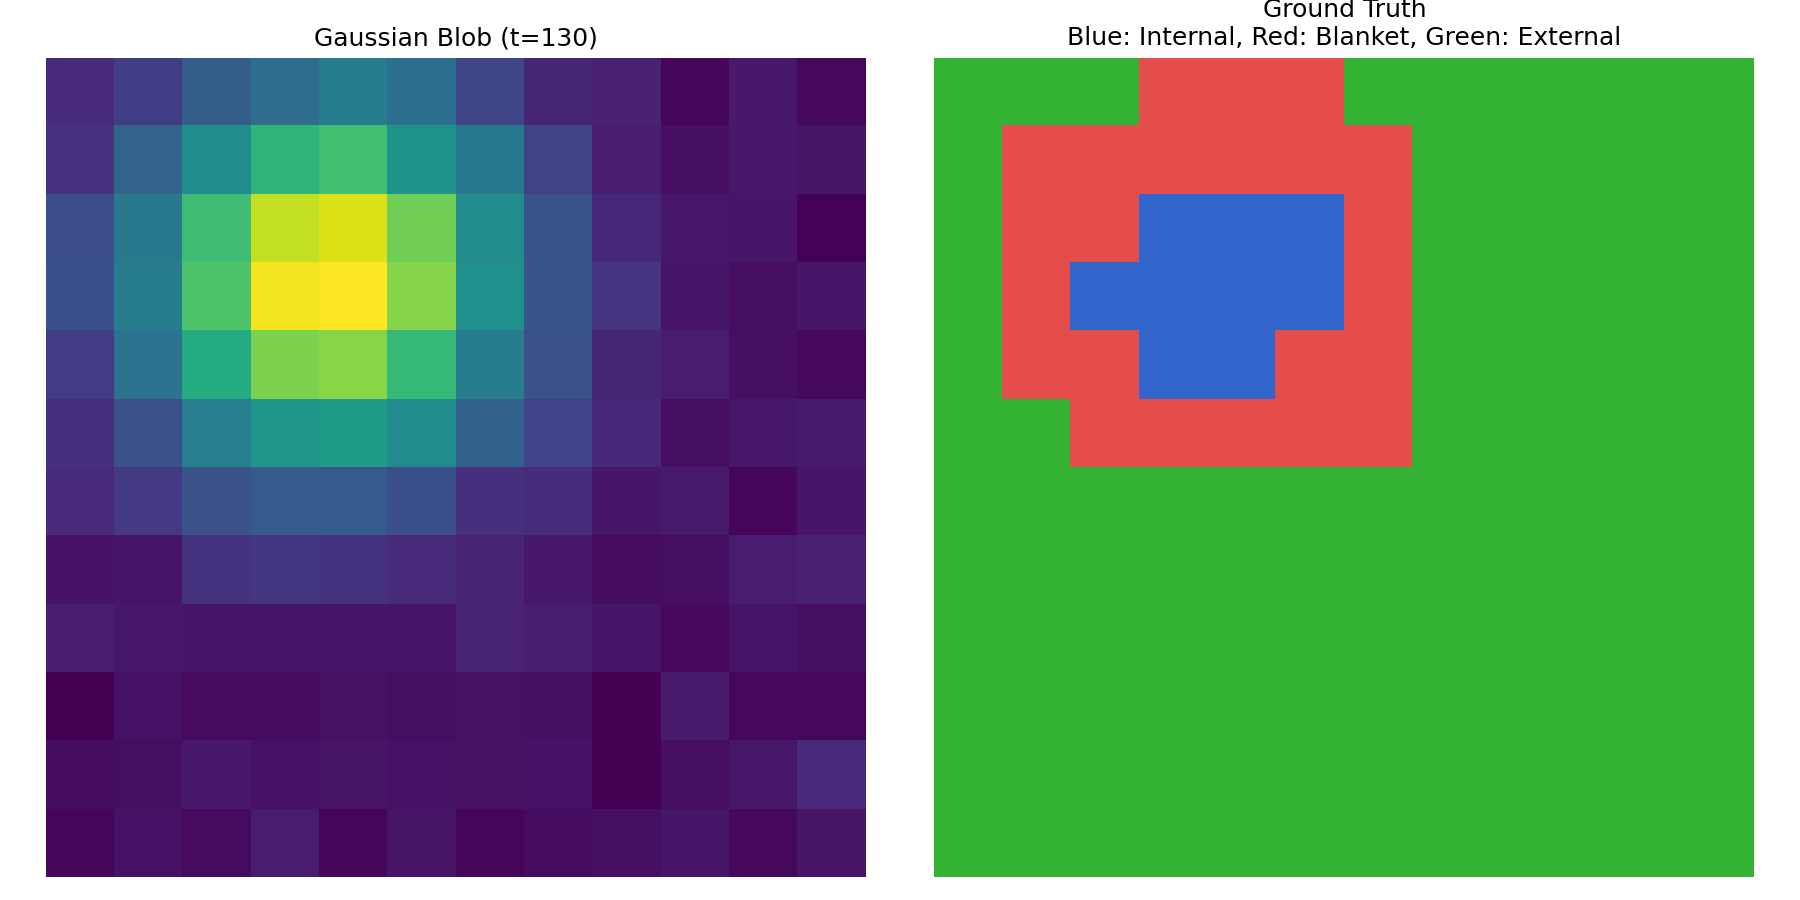 Gaussian Blob (t=130)
Ground Truth
Blue: Internal, Red: Blanket, Green: External